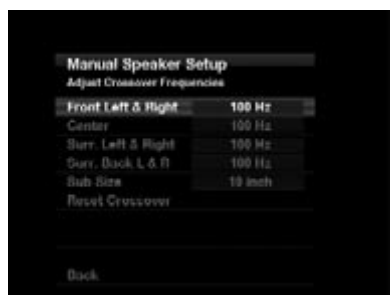 Manual Speaker Setup
Adjust Crossover Frequencies
Front Left & Right 100 Hz
Center 100 Hz
Surr. Left & Right 100 Hz
Surr. Back L & R 100 Hz
Sub Size 10 inch
Reset Crossover
Back